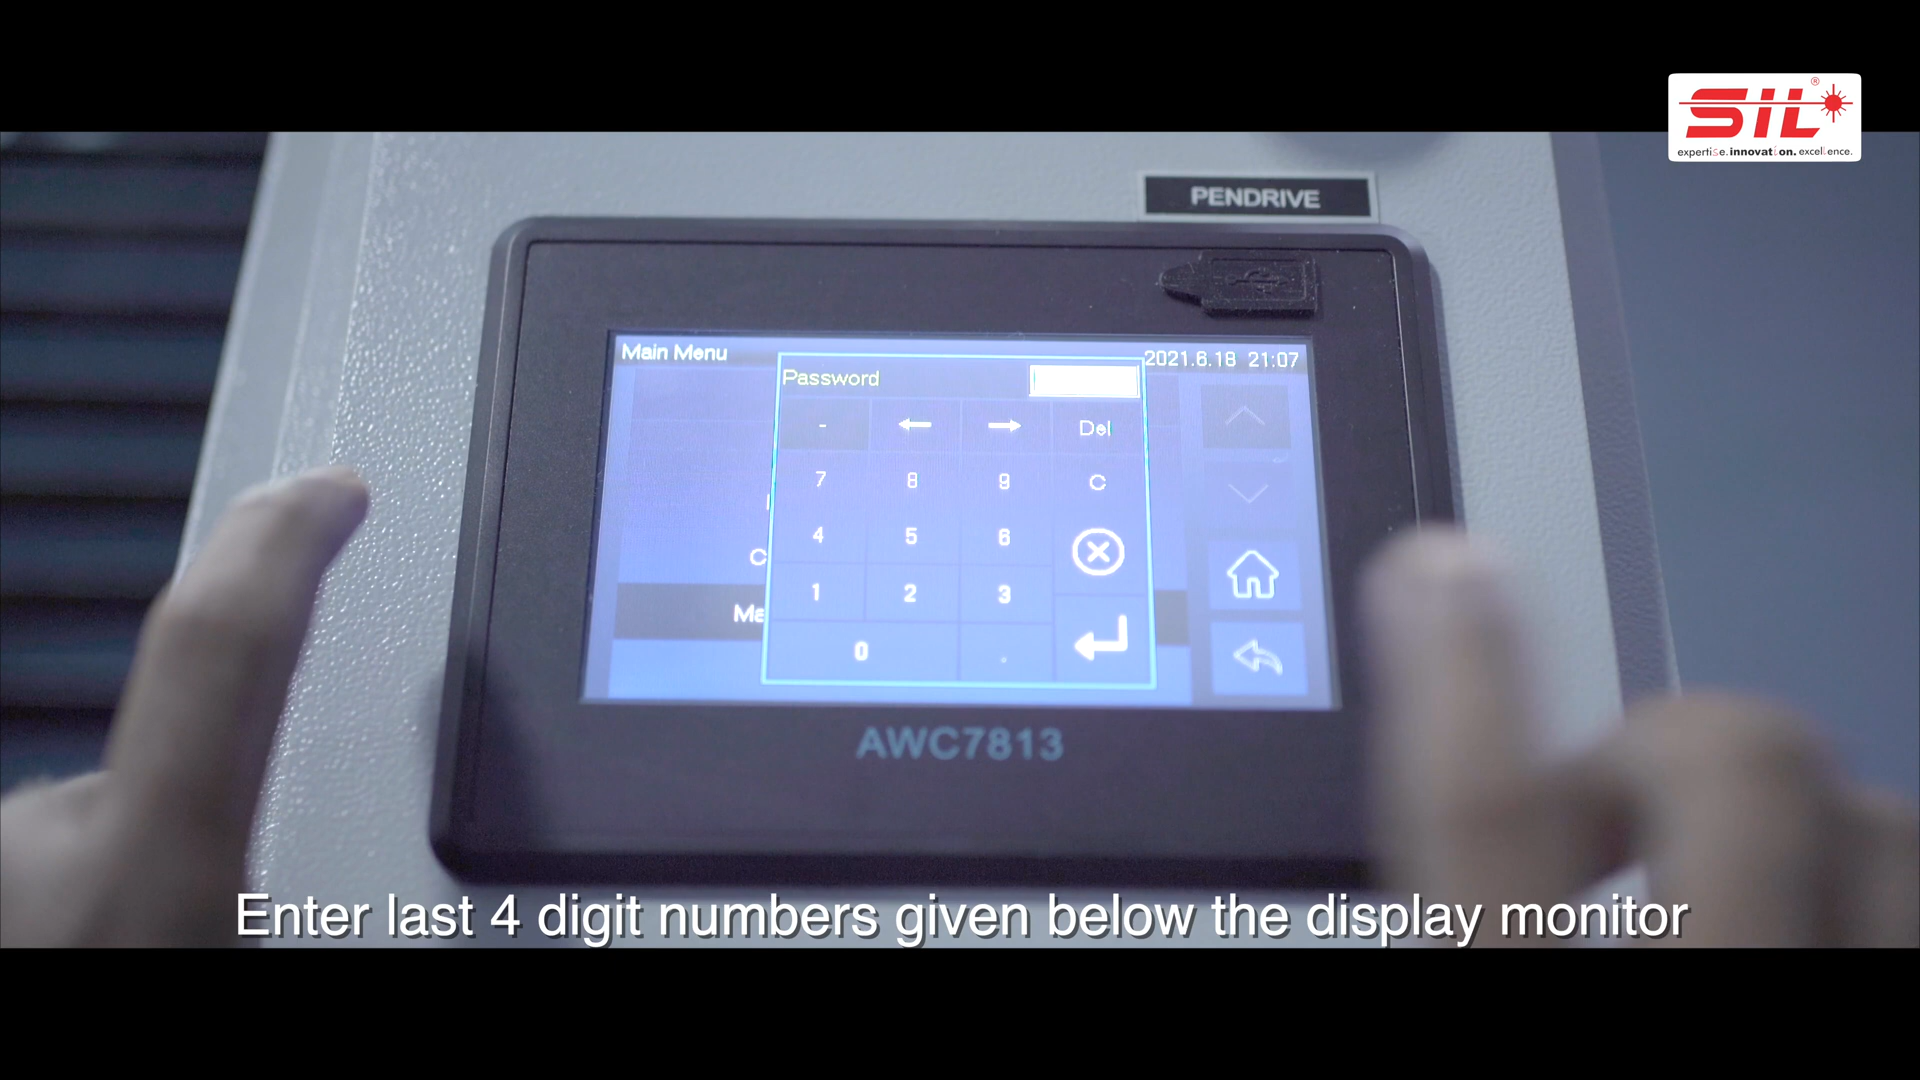 SIL®
expertise.innovation.excellence.
PENDRIVE
Main Menu
2021.6.18 21:07
Password
- ← → Del
7 8 9 C
4 5 6
1 2 3
0 .
C
Ma
AWC7813
Enter last 4 digit numbers given below the display monitor